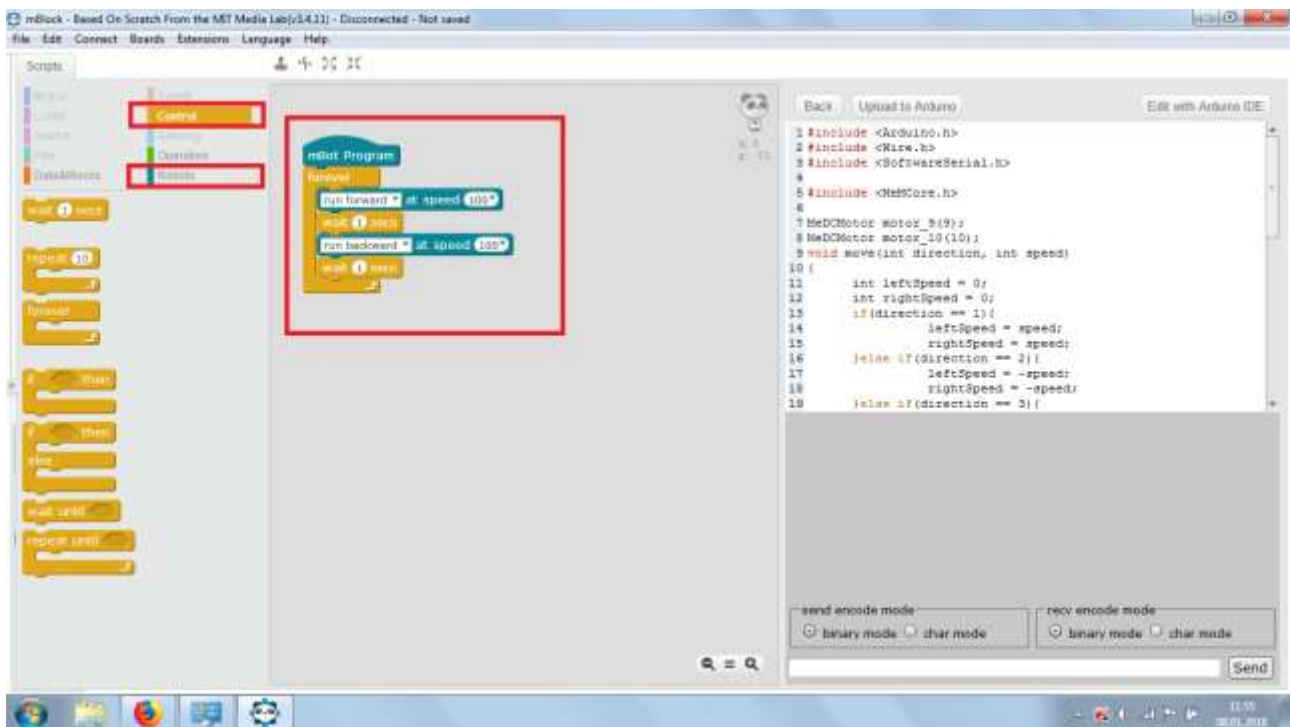 mBlock - Based On Scratch From the MIT Media Lab(v3.4.11) - Disconnected - Not saved
File Edit Connect Boards Extensions Language Help
Scripts
Control
Operators
Data&Blocks
Robots
wait 1 secs
repeat 10
forever
if then
if then
else
wait until
repeat until
mBot Program
forever
run forward at speed 100
wait 1 secs
run backward at speed 100
wait 1 secs
Back Upload to Arduino Edit with Arduino IDE
1 #include <Arduino.h>
2 #include <Wire.h>
3 #include <SoftwareSerial.h>
4
5 #include <MeMCore.h>
6
7 MeDCMotor motor_9(9);
8 MeDCMotor motor_10(10);
9 void move(int direction, int speed)
10 {
11 int leftSpeed = 0;
12 int rightSpeed = 0;
13 if(direction == 1){
14 leftSpeed = speed;
15 rightSpeed = speed;
16 }else if(direction == 2){
17 leftSpeed = -speed;
18 rightSpeed = -speed;
19 }else if(direction == 3){
send encode mode
binary mode char mode
recv encode mode
binary mode char mode
Send
11:55
08.01.2018